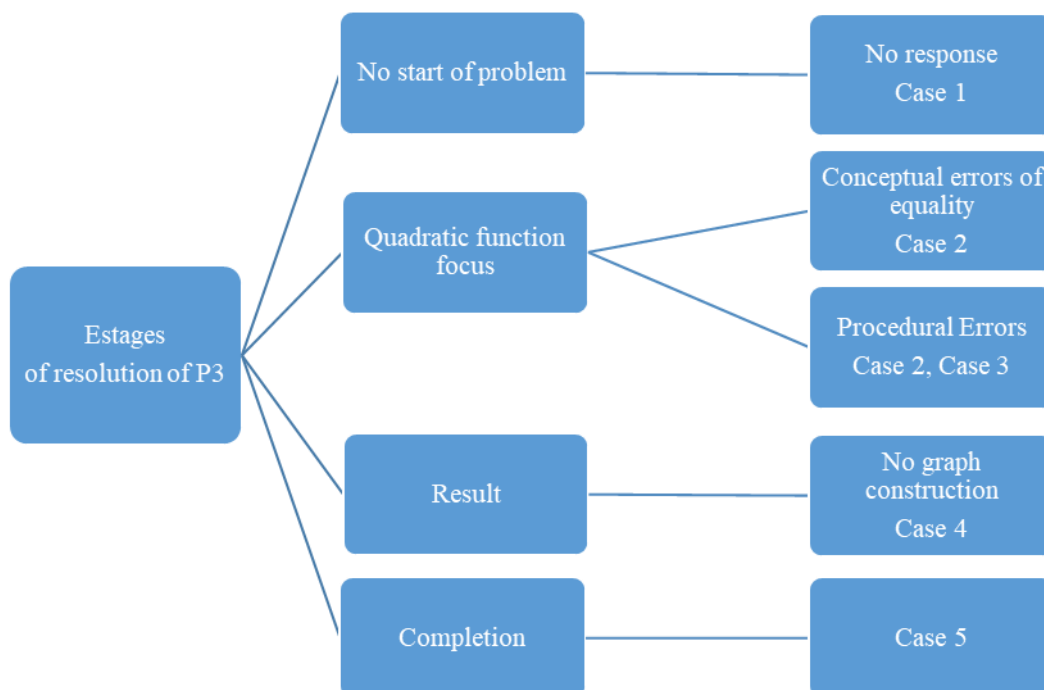 Estages
of resolution of P3
No start of problem
No response
Case 1
Quadratic function
focus
Conceptual errors of
equality
Case 2
Procedural Errors
Case 2, Case 3
Result
No graph
construction
Case 4
Completion
Case 5